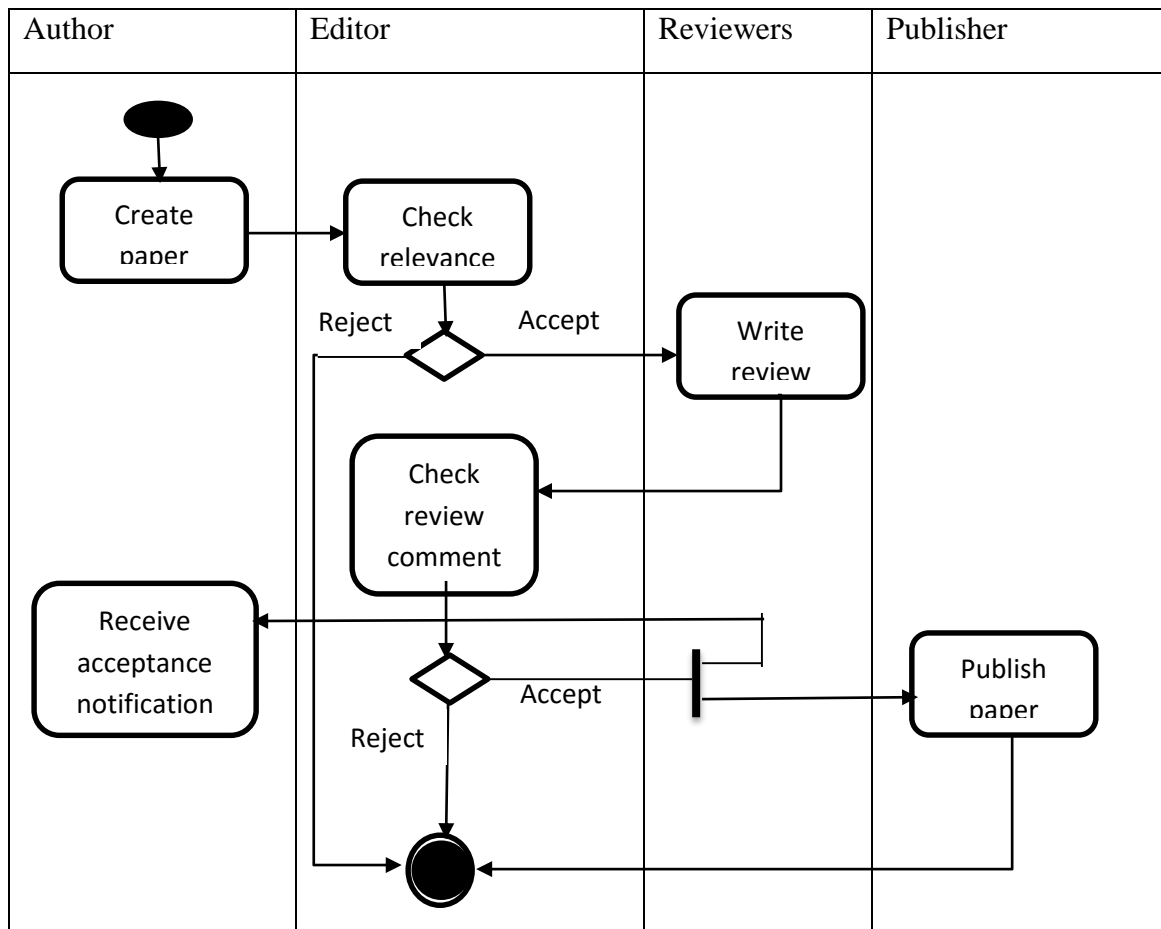 Author
Editor
Reviewers
Publisher
Create
paper
Check
relevance
Reject
Accept
Write
review
Check
review
comment
Receive
acceptance
notification
Accept
Publish
paper
Reject